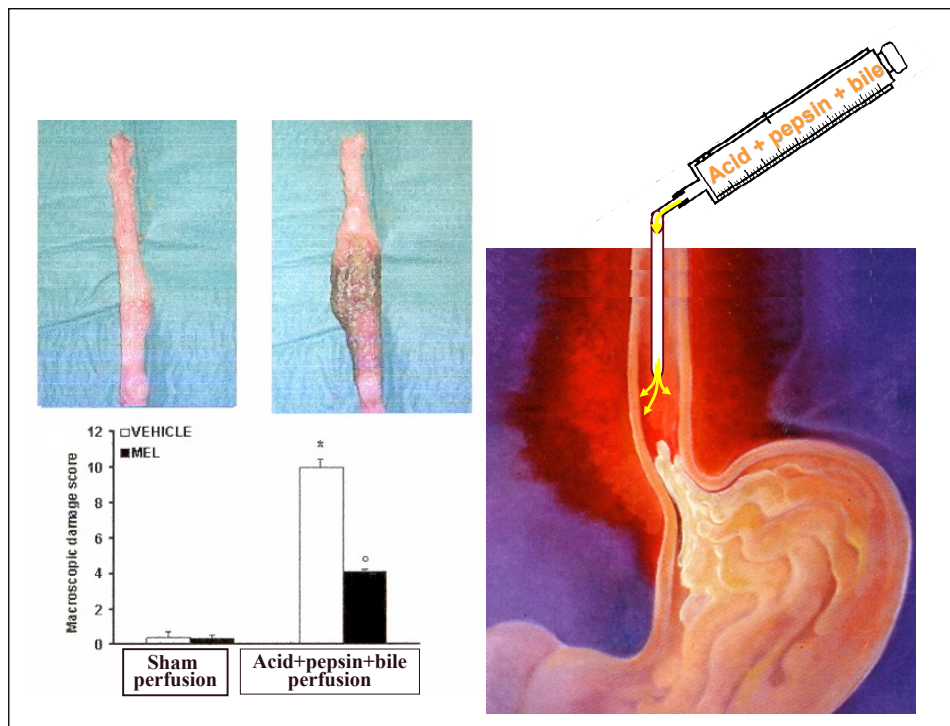 Acid + pepsin + bile
12
VEHICLE
MEL
10
8
6
4
2
0
Macroscopic damage score
*
Sham
perfusion
Acid+pepsin+bile
perfusion